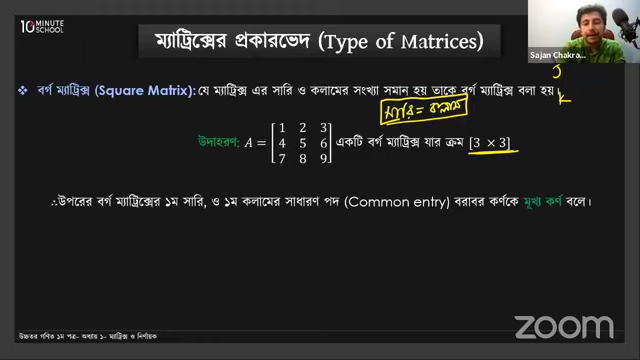 10 MINUTE SCHOOL
ম্যাট্রিক্সের প্রকারভেদ (Type of Matrices)
Sajan Chakra...
❖ বর্গ ম্যাট্রিক্স (Square Matrix): যে ম্যাট্রিক্স এর সারি ও কলামের সংখ্যা সমান হয় তাকে বর্গ ম্যাট্রিক্স বলা হয়।
সারি = কলাম
উদাহরণ: A = [1 2 3
4 5 6
7 8 9] একটি বর্গ ম্যাট্রিক্স যার ক্রম [3 × 3]
∴উপরের বর্গ ম্যাট্রিক্সের ১ম সারি, ও ১ম কলামের সাধারণ পদ (Common entry) বরাবর কর্ণকে মূখ্য কর্ণ বলে।
উচ্চতর গণিত ১ম পত্র- অধ্যায় ১- ম্যাট্রিক্স ও নির্ণায়ক
zoom